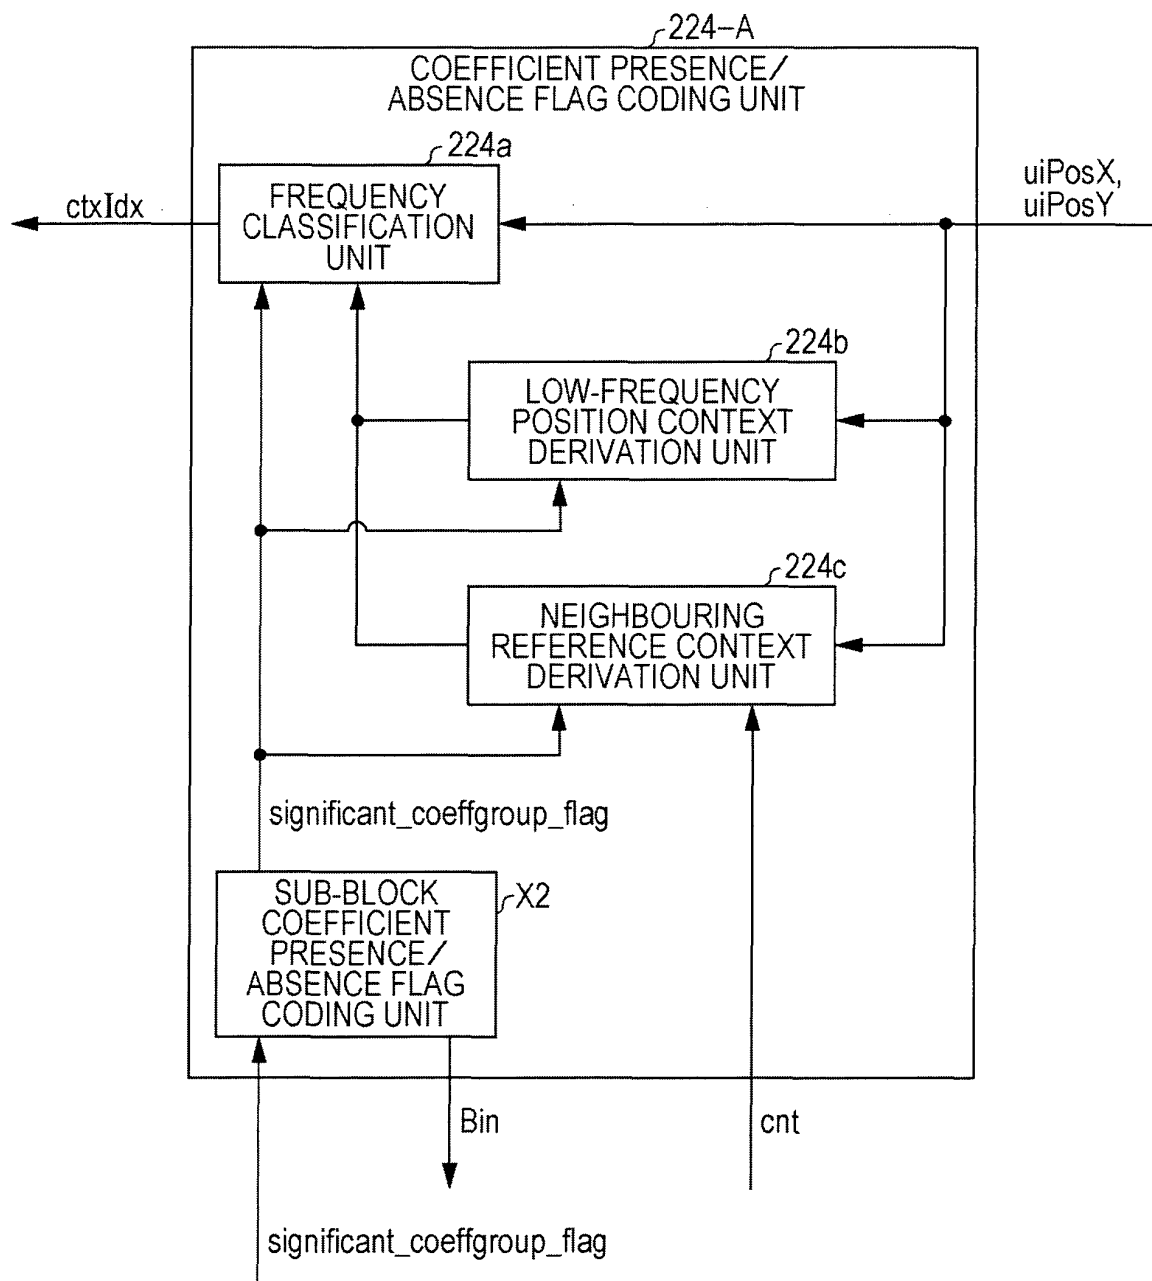 224-A
COEFFICIENT PRESENCE/
ABSENCE FLAG CODING UNIT
224a
FREQUENCY
CLASSIFICATION
UNIT
ctxIdx
uiPosX,
uiPosY
224b
LOW-FREQUENCY
POSITION CONTEXT
DERIVATION UNIT
224c
NEIGHBOURING
REFERENCE CONTEXT
DERIVATION UNIT
significant_coeffgroup_flag
SUB-BLOCK
COEFFICIENT
PRESENCE/
ABSENCE FLAG
CODING UNIT
X2
Bin
cnt
significant_coeffgroup_flag